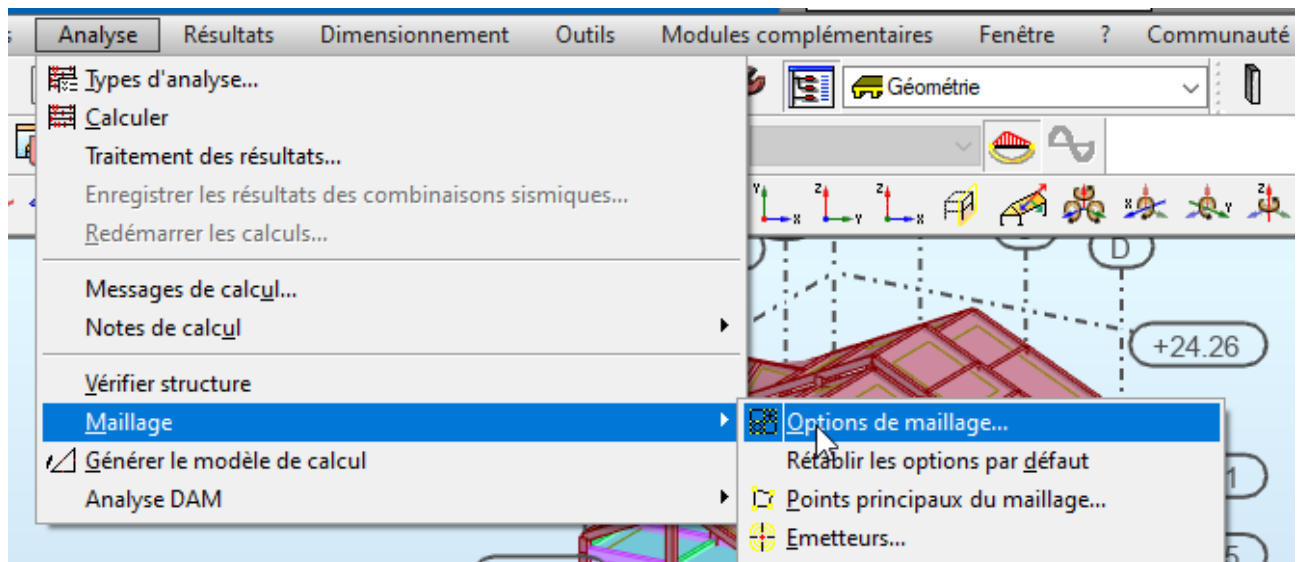 Analyse Résultats Dimensionnement Outils Modules complémentaires Fenêtre ? Communauté
Types d'analyse...
Géométrie
Calculer
Traitement des résultats...
Enregistrer les résultats des combinaisons sismiques...
Redémarrer les calculs...
Messages de calcul...
Notes de calcul
Vérifier structure
Maillage
Options de maillage...
Générer le modèle de calcul
Rétablir les options par défaut
Analyse DAM
Points principaux du maillage...
Emetteurs...
Y X Z Y Z X X Y Z
D
+24.26
1
5